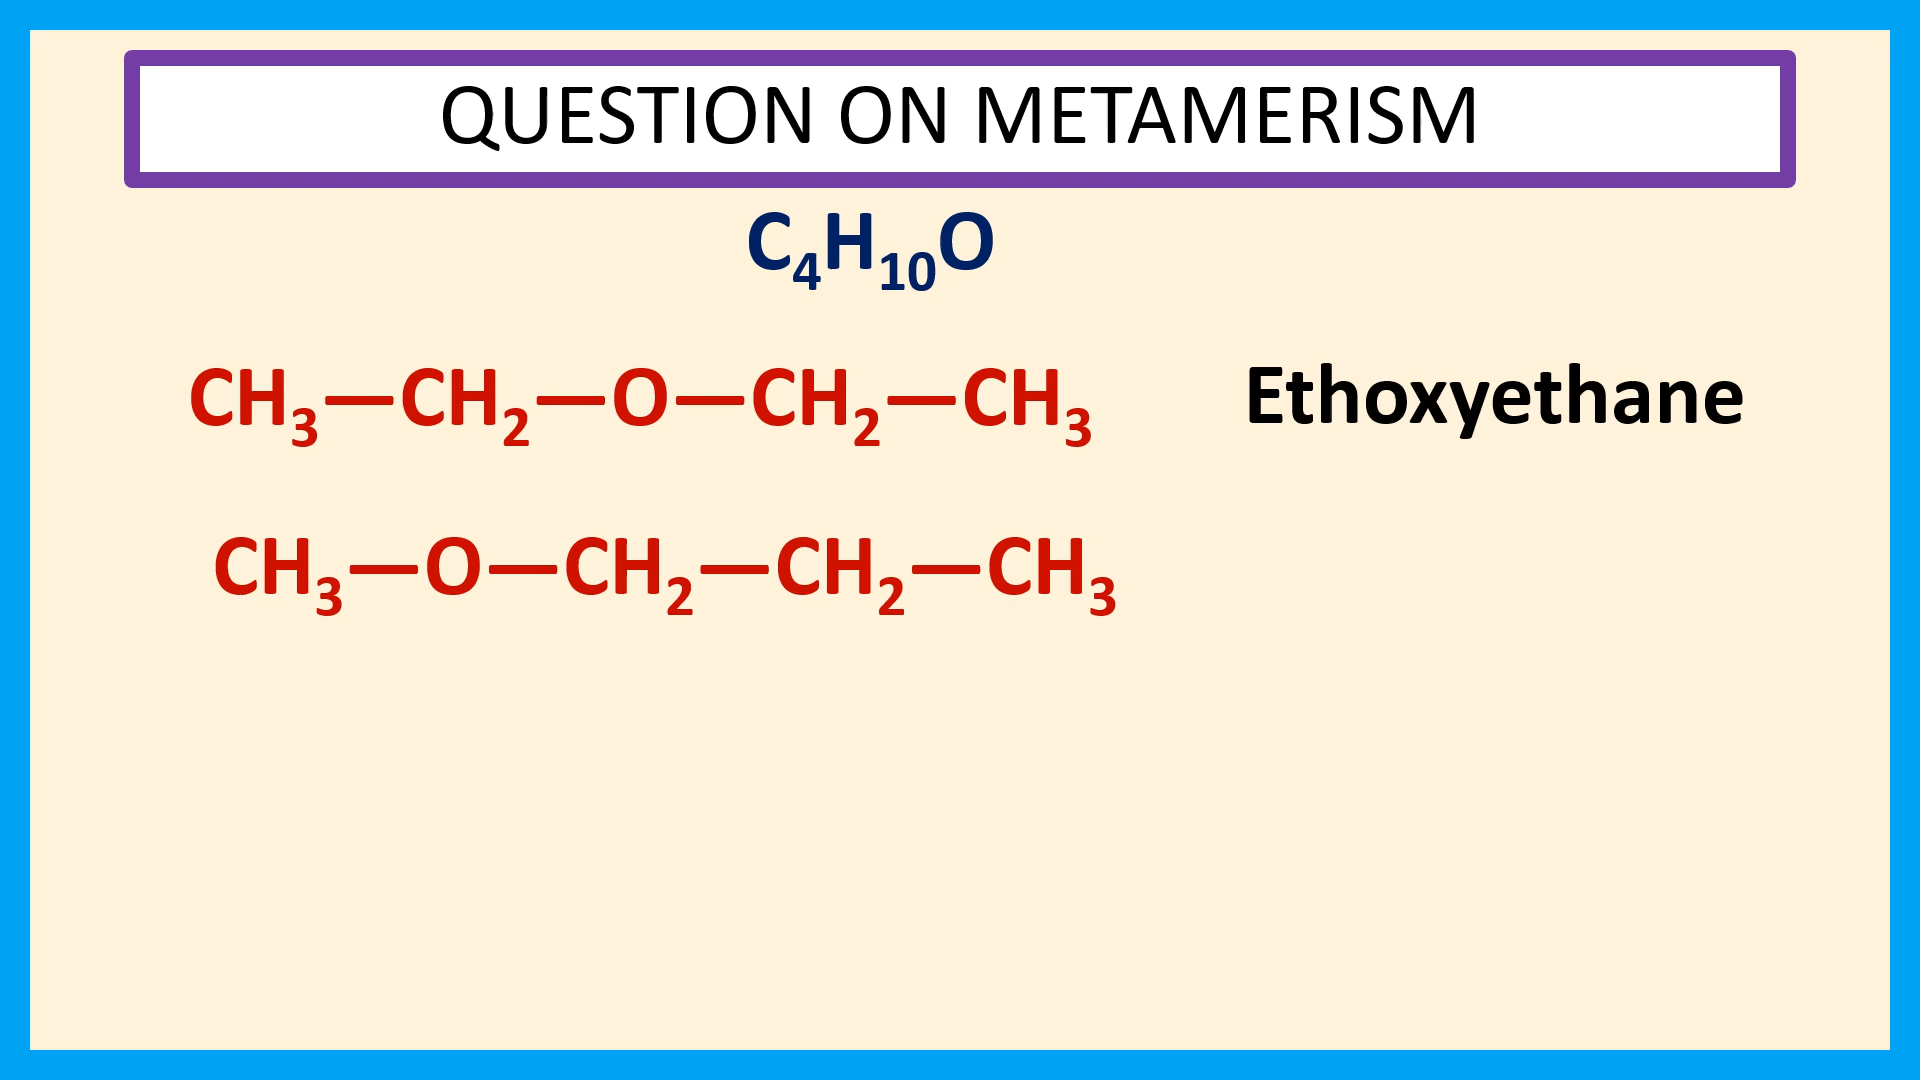 QUESTION ON METAMERISM
C₄H₁₀O
CH₃—CH₂—O—CH₂—CH₃ Ethoxyethane
CH₃—O—CH₂—CH₂—CH₃